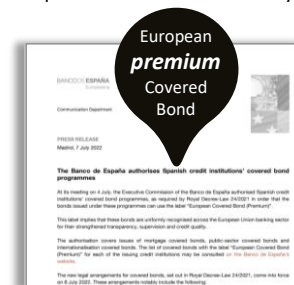 European
premium
Covered
Bond
BANCO DE ESPAÑA
Eurosistema
Communication Department
PRESS RELEASE
Madrid, 7 July 2022
The Banco de España authorises Spanish credit institutions' covered bond
programmes
At its meeting on 4 July, the Executive Commission of the Banco de España authorised Spanish credit
institutions' covered bond programmes, as required by Royal Decree-Law 24/2021 in order that the
bonds issued under these programmes can use the label "European Covered Bond (Premium)".
This label implies that these bonds are uniformly recognised across the European Union banking sector
for their strengthened transparency, supervision and credit quality.
The authorisation covers issues of mortgage covered bonds, public-sector covered bonds and
internationalisation covered bonds. The list of covered bonds with the label "European Covered Bond
(Premium)" for each of the issuing credit institutions may be consulted on the Banco de España's
website.
The new legal arrangements for covered bonds, set out in Royal Decree-Law 24/2021, come into force
on 8 July 2022. These arrangements notably include the following: